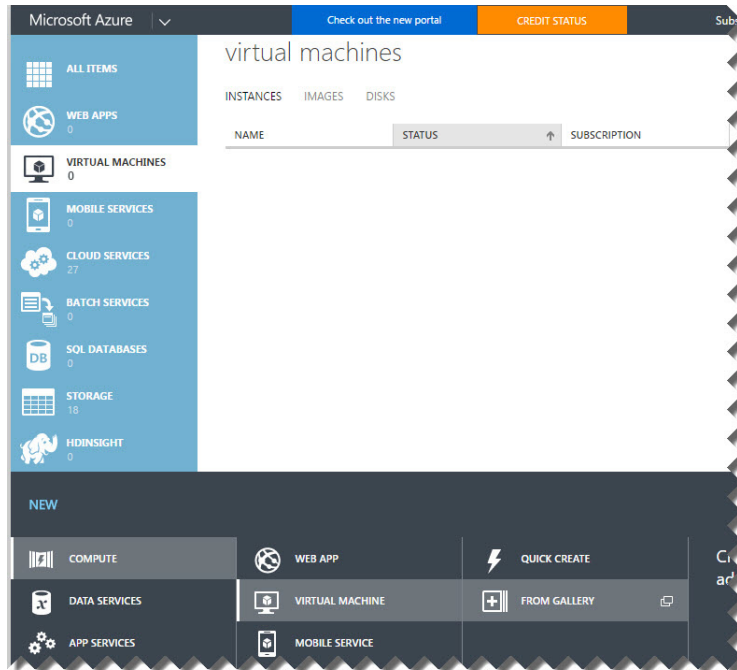 Microsoft Azure
Check out the new portal
CREDIT STATUS
ALL ITEMS
WEB APPS
0
VIRTUAL MACHINES
0
MOBILE SERVICES
0
CLOUD SERVICES
27
BATCH SERVICES
0
DB
SQL DATABASES
0
STORAGE
18
HDINSIGHT
0
virtual machines
INSTANCES IMAGES DISKS
NAME STATUS SUBSCRIPTION
NEW
COMPUTE
DATA SERVICES
APP SERVICES
WEB APP
VIRTUAL MACHINE
MOBILE SERVICE
QUICK CREATE
FROM GALLERY